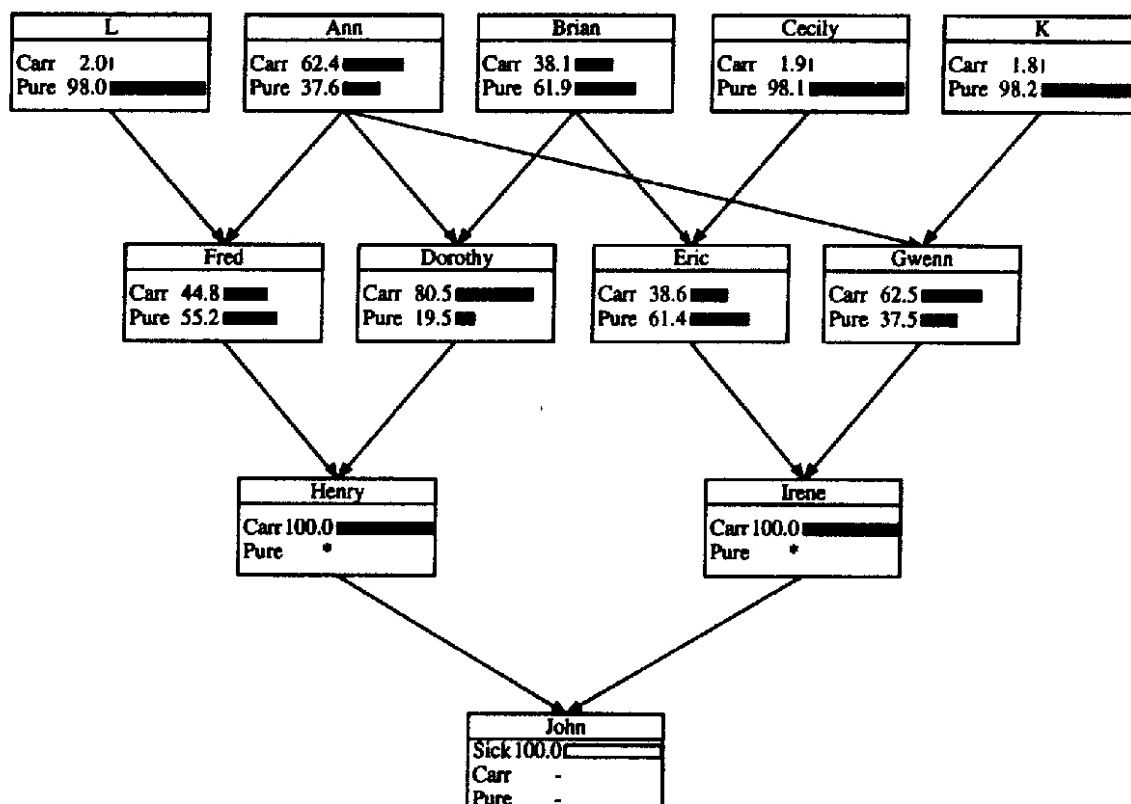 L
Carr 2.0
Pure 98.0
Ann
Carr 62.4
Pure 37.6
Brian
Carr 38.1
Pure 61.9
Cecily
Carr 1.9
Pure 98.1
K
Carr 1.8
Pure 98.2
Fred
Carr 44.8
Pure 55.2
Dorothy
Carr 80.5
Pure 19.5
Eric
Carr 38.6
Pure 61.4
Gwenn
Carr 62.5
Pure 37.5
Henry
Carr 100.0
Pure *
Irene
Carr 100.0
Pure *
John
Sick 100.0
Carr -
Pure -